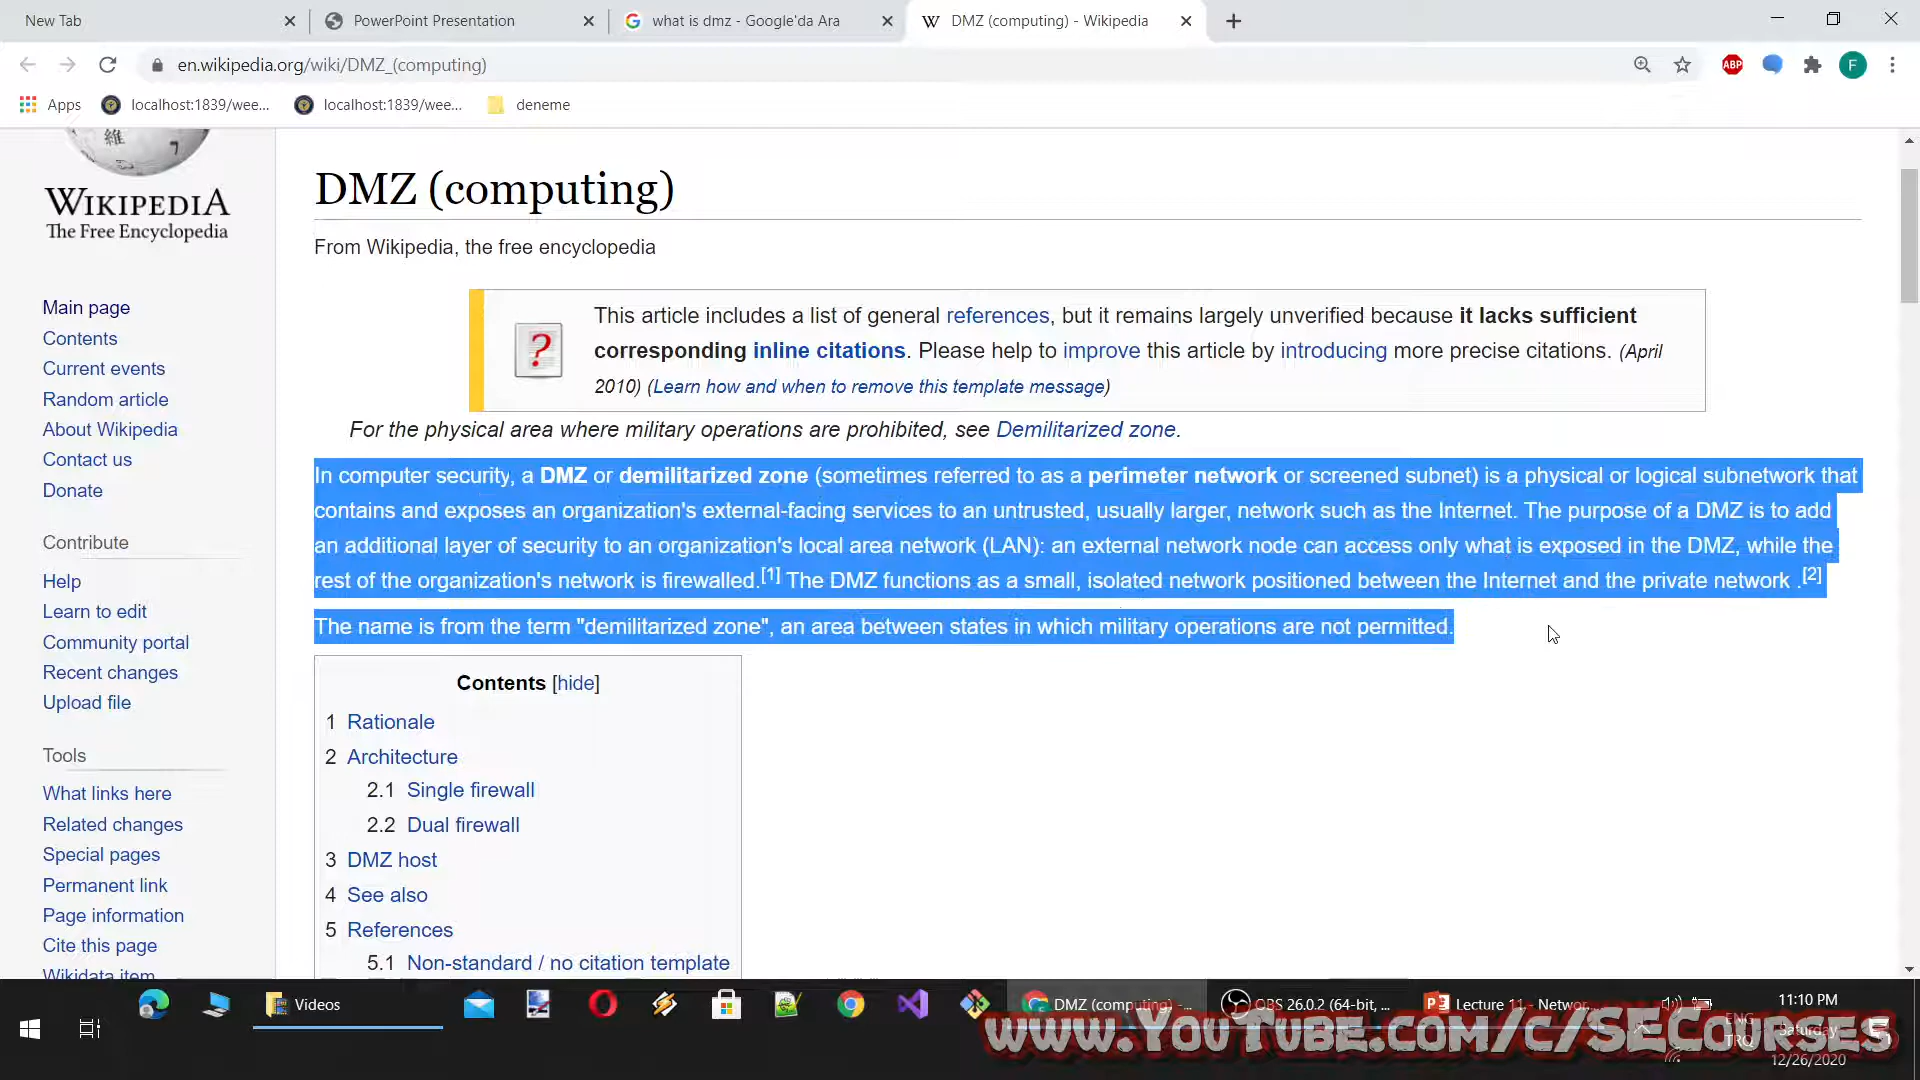 New Tab
PowerPoint Presentation
what is dmz - Google'da Ara
DMZ (computing) - Wikipedia
en.wikipedia.org/wiki/DMZ_(computing)
ABP
F
Apps
localhost:1839/wee...
localhost:1839/wee...
deneme
維
7
WIKIPEDIA
The Free Encyclopedia
Main page
Contents
Current events
Random article
About Wikipedia
Contact us
Donate
Contribute
Help
Learn to edit
Community portal
Recent changes
Upload file
Tools
What links here
Related changes
Special pages
Permanent link
Page information
Cite this page
Wikidata item
DMZ (computing)
From Wikipedia, the free encyclopedia
This article includes a list of general references, but it remains largely unverified because it lacks sufficient
corresponding inline citations. Please help to improve this article by introducing more precise citations. (April
2010) (Learn how and when to remove this template message)
For the physical area where military operations are prohibited, see Demilitarized zone.
In computer security, a DMZ or demilitarized zone (sometimes referred to as a perimeter network or screened subnet) is a physical or logical subnetwork that
contains and exposes an organization's external-facing services to an untrusted, usually larger, network such as the Internet. The purpose of a DMZ is to add
an additional layer of security to an organization's local area network (LAN): an external network node can access only what is exposed in the DMZ, while the
rest of the organization's network is firewalled.[1] The DMZ functions as a small, isolated network positioned between the Internet and the private network .[2]
The name is from the term "demilitarized zone", an area between states in which military operations are not permitted.
Contents [hide]
1 Rationale
2 Architecture
2.1 Single firewall
2.2 Dual firewall
3 DMZ host
4 See also
5 References
5.1 Non-standard / no citation template
Videos
DMZ (computing) -...
OBS 26.0.2 (64-bit, ...
Lecture 11 - Networ...
11:10 PM
ENG
Saturday
TRQ
12/26/2020
www.YouTube.com/c/SECourses